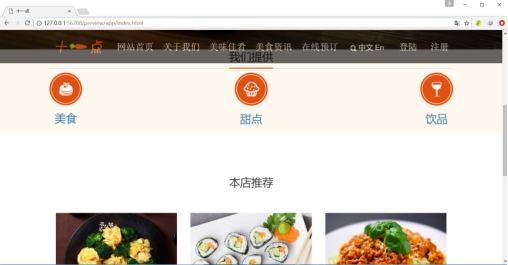 十一点
127.0.0.1:56768/preview/app/index.html
十一点 网站首页 关于我们 美味佳肴 美食资讯 在线预订 中文 En 登陆 注册
我们提供
美食 甜点 饮品
本店推荐